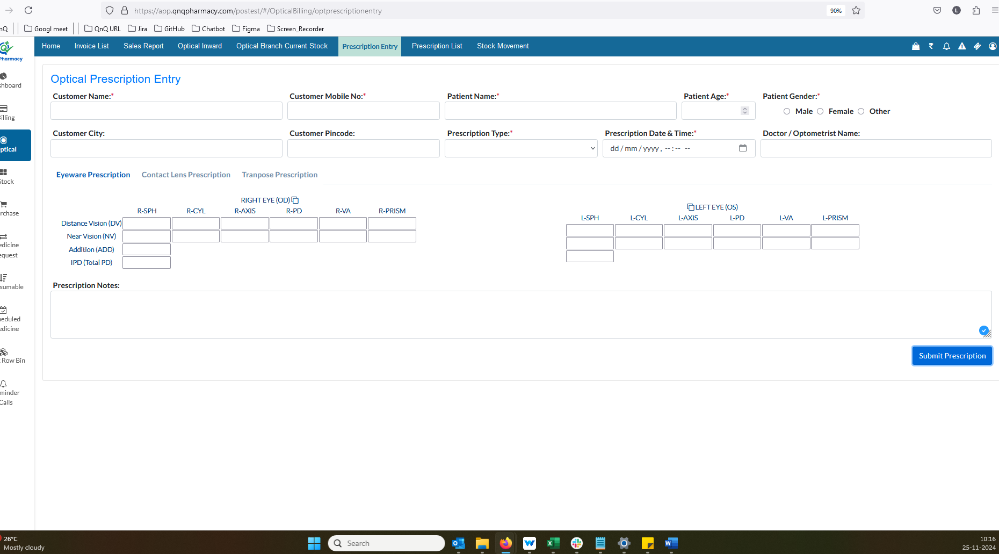 https://app.qnqpharmacy.com/postest/#/OpticalBilling/optprescriptionentry
90%
L
nQ
Googl meet
QnQ URL
Jira
GitHub
Chatbot
Figma
Screen_Recorder
Pharmacy
Home
Invoice List
Sales Report
Optical Inward
Optical Branch Current Stock
Prescription Entry
Prescription List
Stock Movement
₹
shboard
Billing
ptical
Stock
rchase
edicine
equest
sumable
heduled
edicine
Row Bin
minder
Calls
Optical Prescription Entry
Customer Name:*
Customer Mobile No:*
Patient Name:*
Patient Age:*
Patient Gender:*
Male
Female
Other
Customer City:
Customer Pincode:
Prescription Type:*
Prescription Date & Time:*
Doctor / Optometrist Name:
dd / mm / yyyy , -- : -- --
Eyeware Prescription
Contact Lens Prescription
Tranpose Prescription
RIGHT EYE (OD)
R-SPH R-CYL R-AXIS R-PD R-VA R-PRISM
Distance Vision (DV)
Near Vision (NV)
Addition (ADD)
IPD (Total PD)
LEFT EYE (OS)
L-SPH L-CYL L-AXIS L-PD L-VA L-PRISM
Prescription Notes:
Submit Prescription
26°C
Mostly cloudy
Search
10:16
25-11-2024